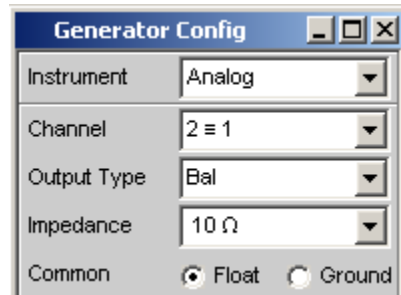 Generator Config
Instrument Analog
Channel 2 ≡ 1
Output Type Bal
Impedance 10 Ω
Common Float Ground